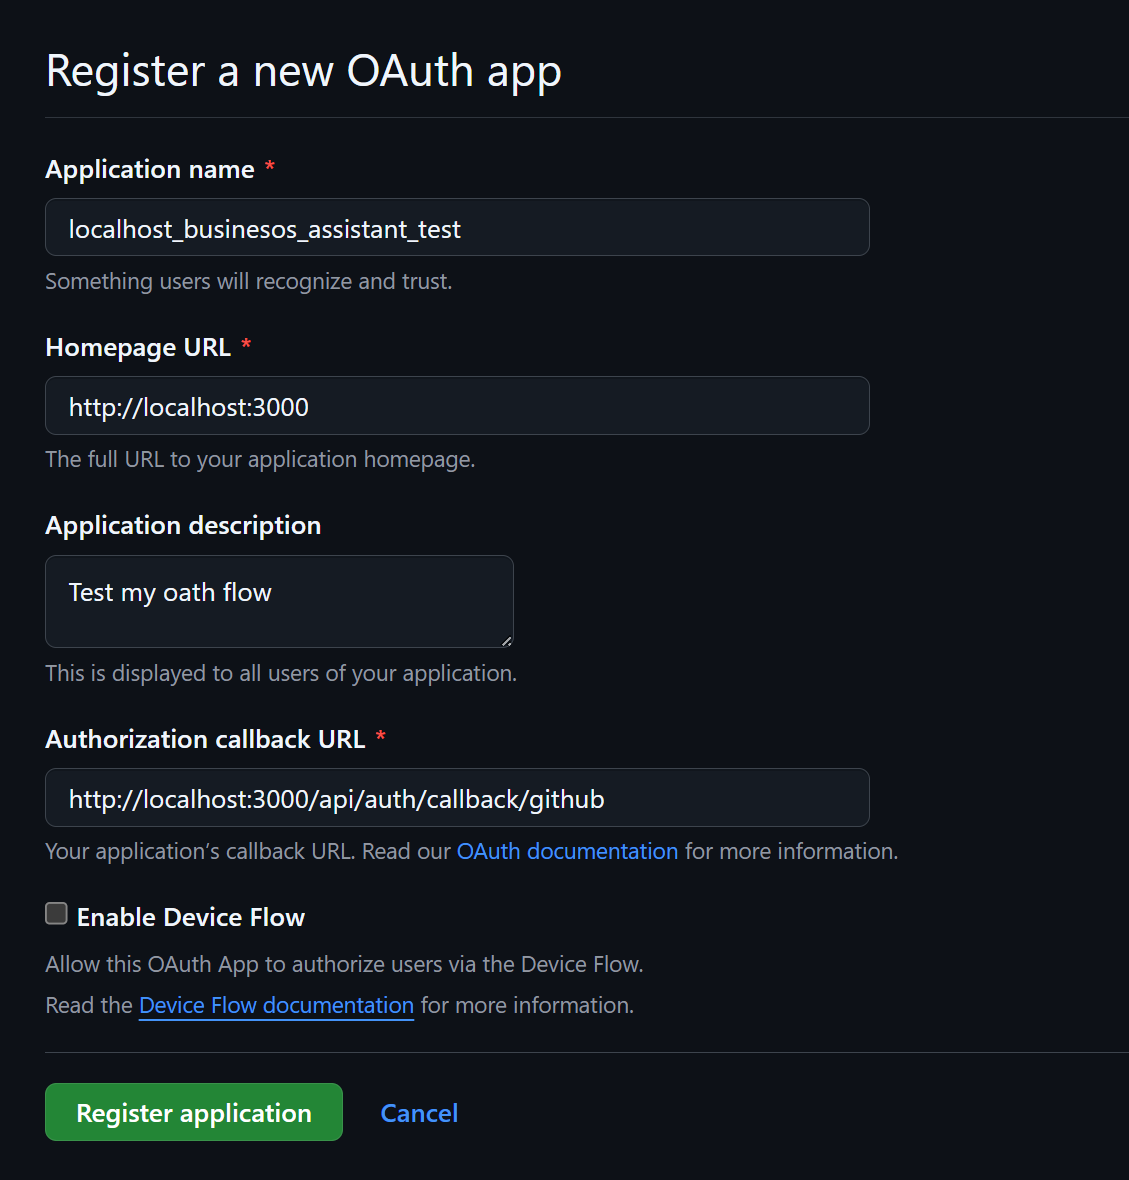 Register a new OAuth app
Application name *
localhost_businesos_assistant_test
Something users will recognize and trust.
Homepage URL *
http://localhost:3000
The full URL to your application homepage.
Application description
Test my oath flow
This is displayed to all users of your application.
Authorization callback URL *
http://localhost:3000/api/auth/callback/github
Your application’s callback URL. Read our OAuth documentation for more information.
Enable Device Flow
Allow this OAuth App to authorize users via the Device Flow.
Read the Device Flow documentation for more information.
Register application Cancel